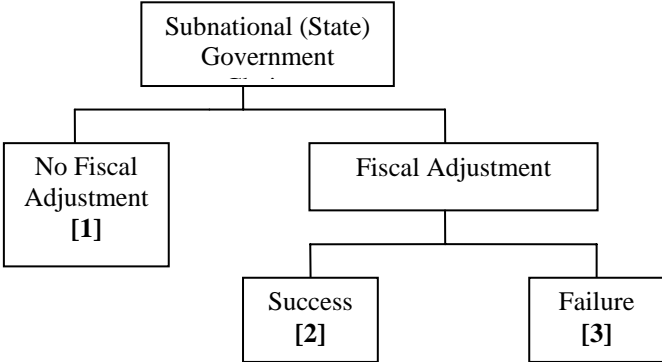 Subnational (State)
Government
No Fiscal
Adjustment
[1]
Fiscal Adjustment
Success
[2]
Failure
[3]